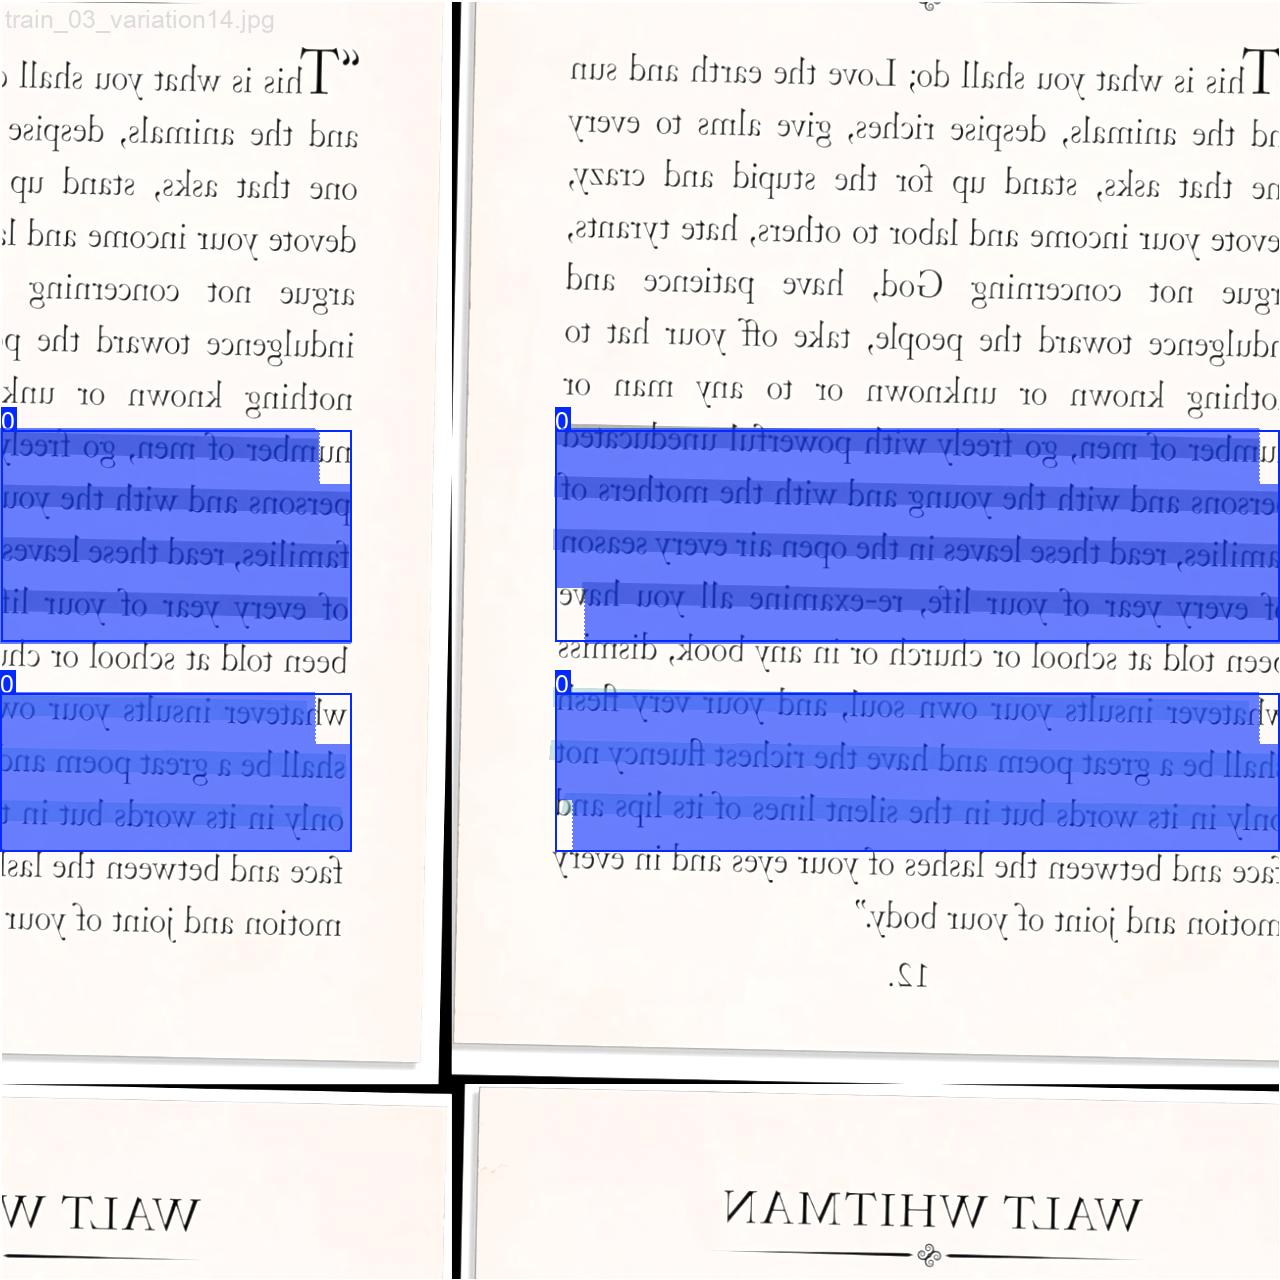 train_03_variation14.jpg
“This is what you shall
and the animals, despise
one that asks, stand up
devote your income and
argue not concerning
indulgence toward the
nothing known or unk
number of men, go freely
persons and with the you
families, read these leaves
of every year of your lif
been told at school or chu
whatever insults your ow
shall be a great poem and
only in its words but in t
face and between the lash
motion and joint of your
This is what you shall do; Love the earth and sun
nd the animals, despise riches, give alms to every
ne that asks, stand up for the stupid and crazy,
evote your income and labor to others, hate tyrants,
rgue not concerning God, have patience and
ndulgence toward the people, take off your hat to
othing known or unknown or to any man or
umber of men, go freely with powerful uneducated
ersons and with the young and with the mothers of
amilies, read these leaves in the open air every season
of every year of your life, re-examine all you have
been told at school or church or in any book, dismiss
whatever insults your own soul, and your very flesh
shall be a great poem and have the richest fluency not
only in its words but in the silent lines of its lips and
face and between the lashes of your eyes and in every
motion and joint of your body.”
12.
0
0
0
0
WALT W
WALT WHITMAN